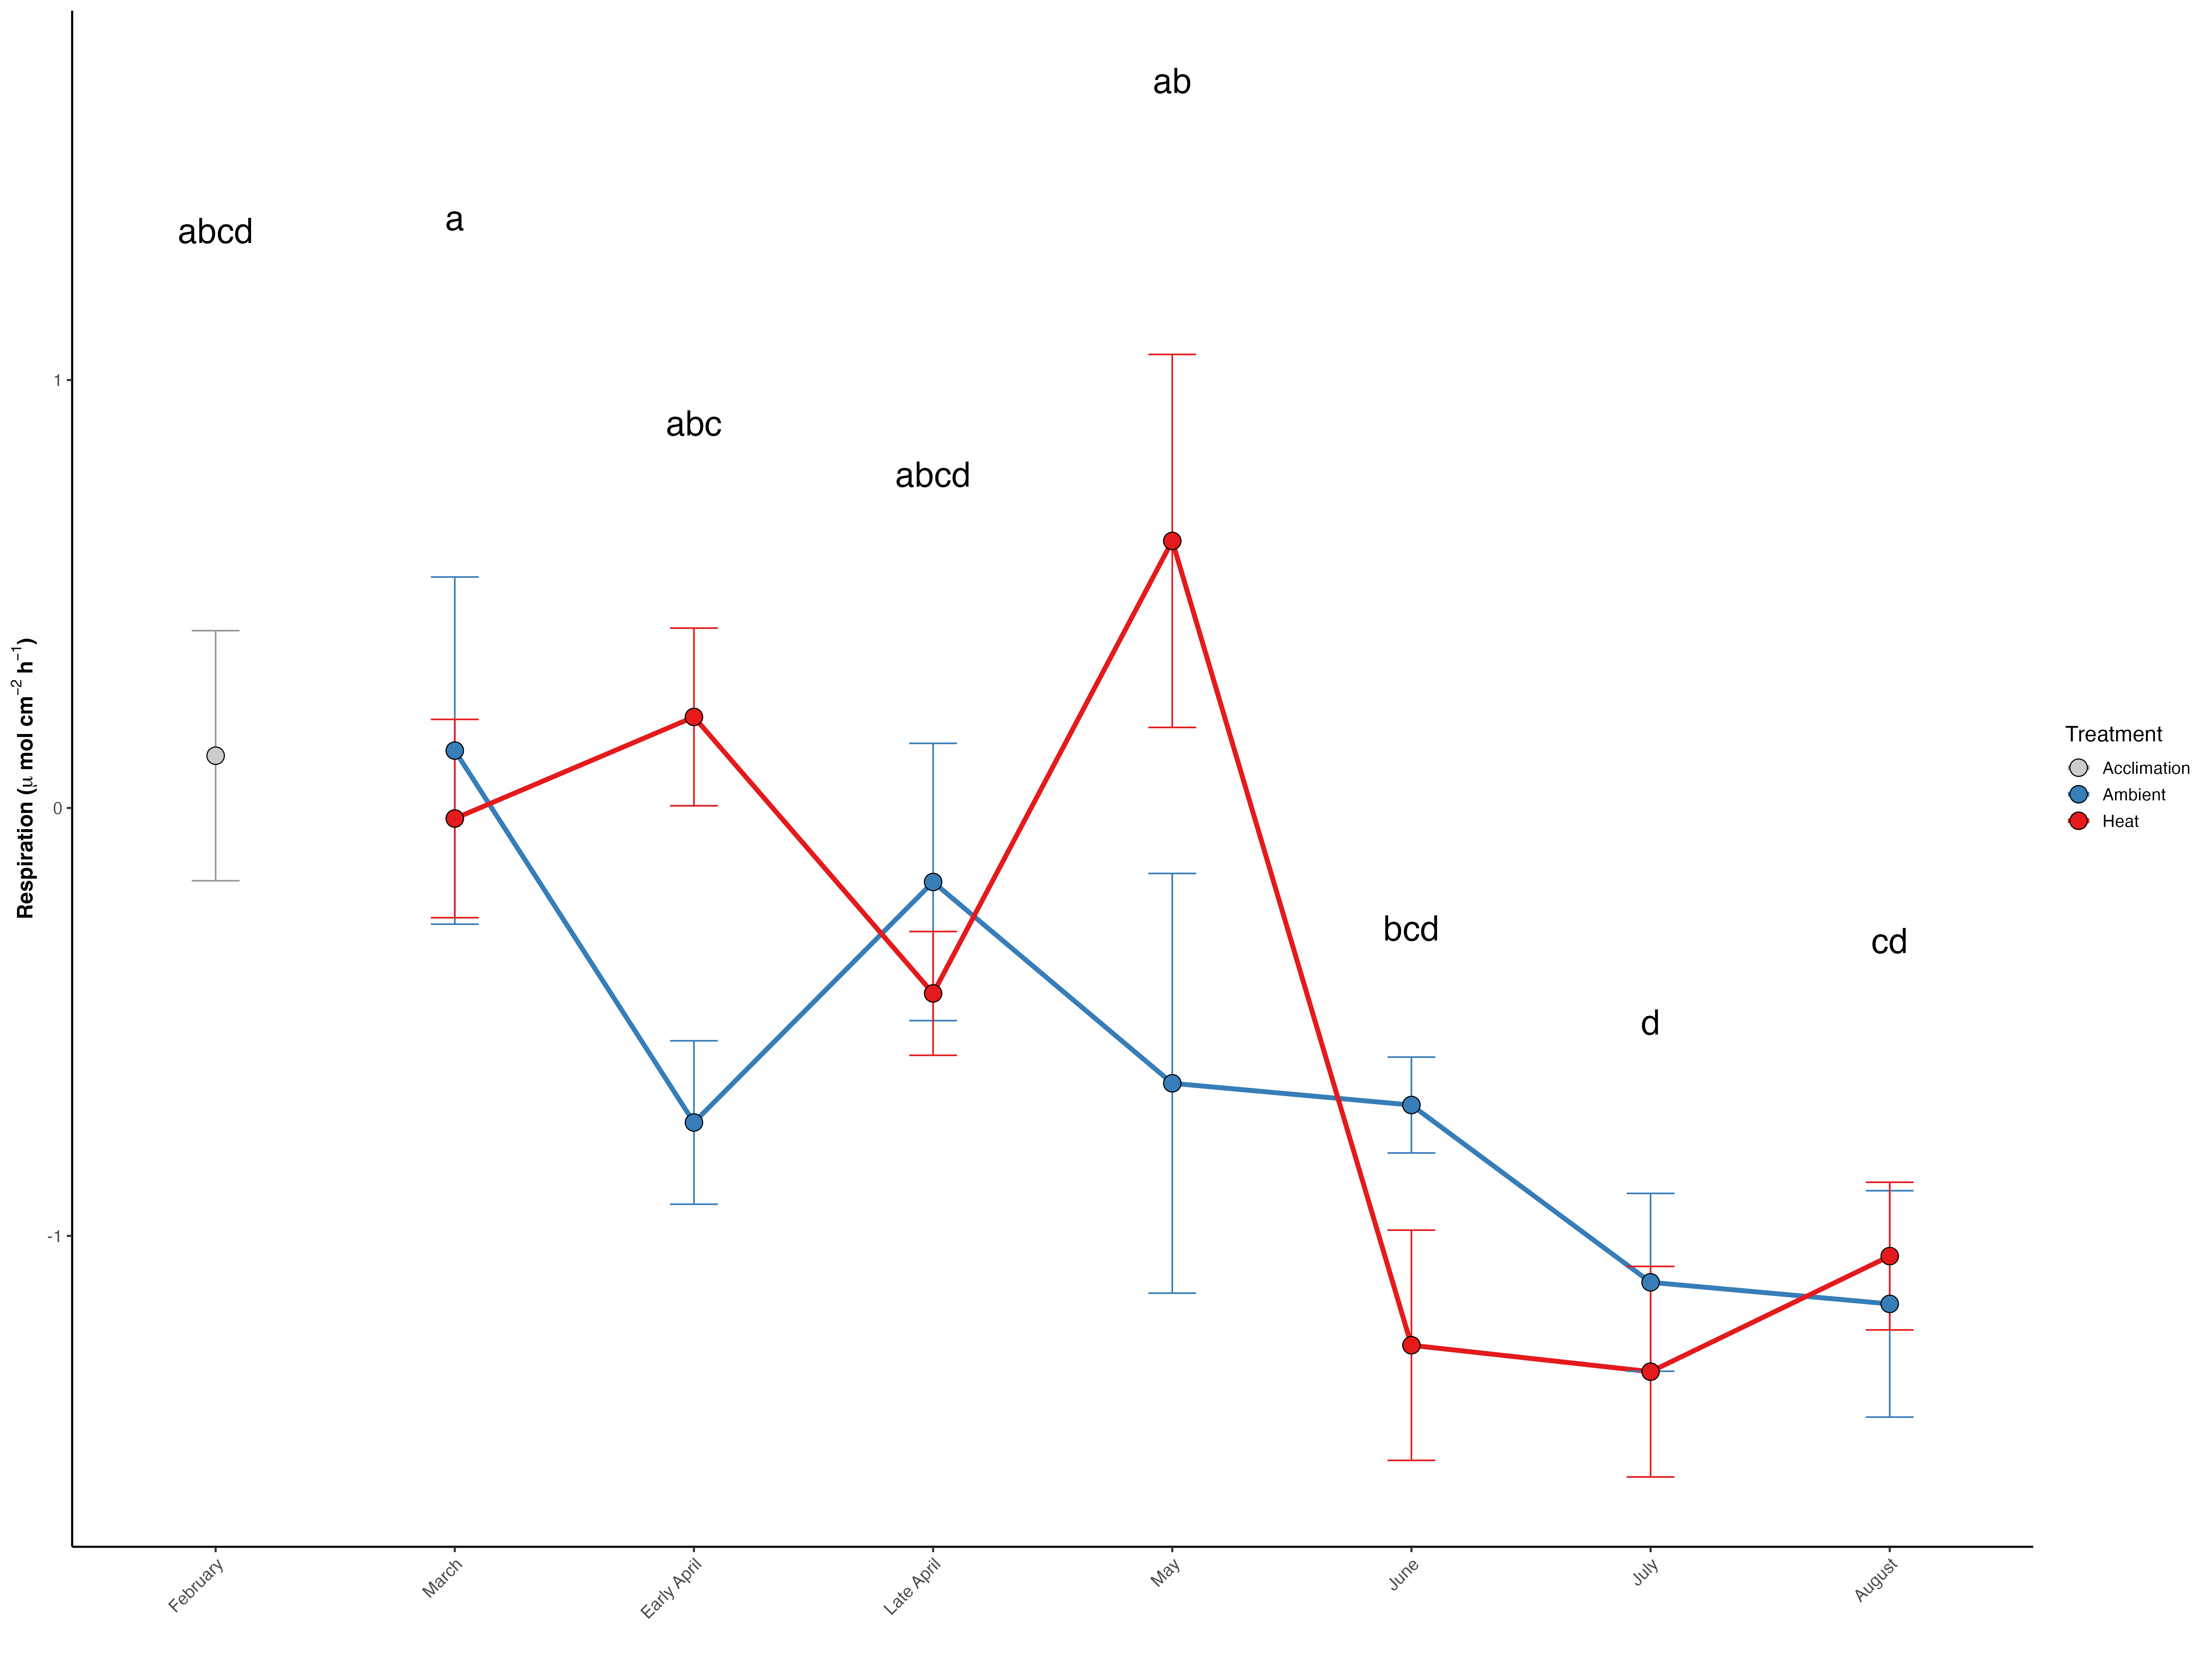 ab
a
abcd
abc
abcd
bcd
cd
d
1
0
-1
Respiration (μ mol cm⁻² h⁻¹)
Treatment
Acclimation
Ambient
Heat
February
March
Early April
Late April
May
June
July
August